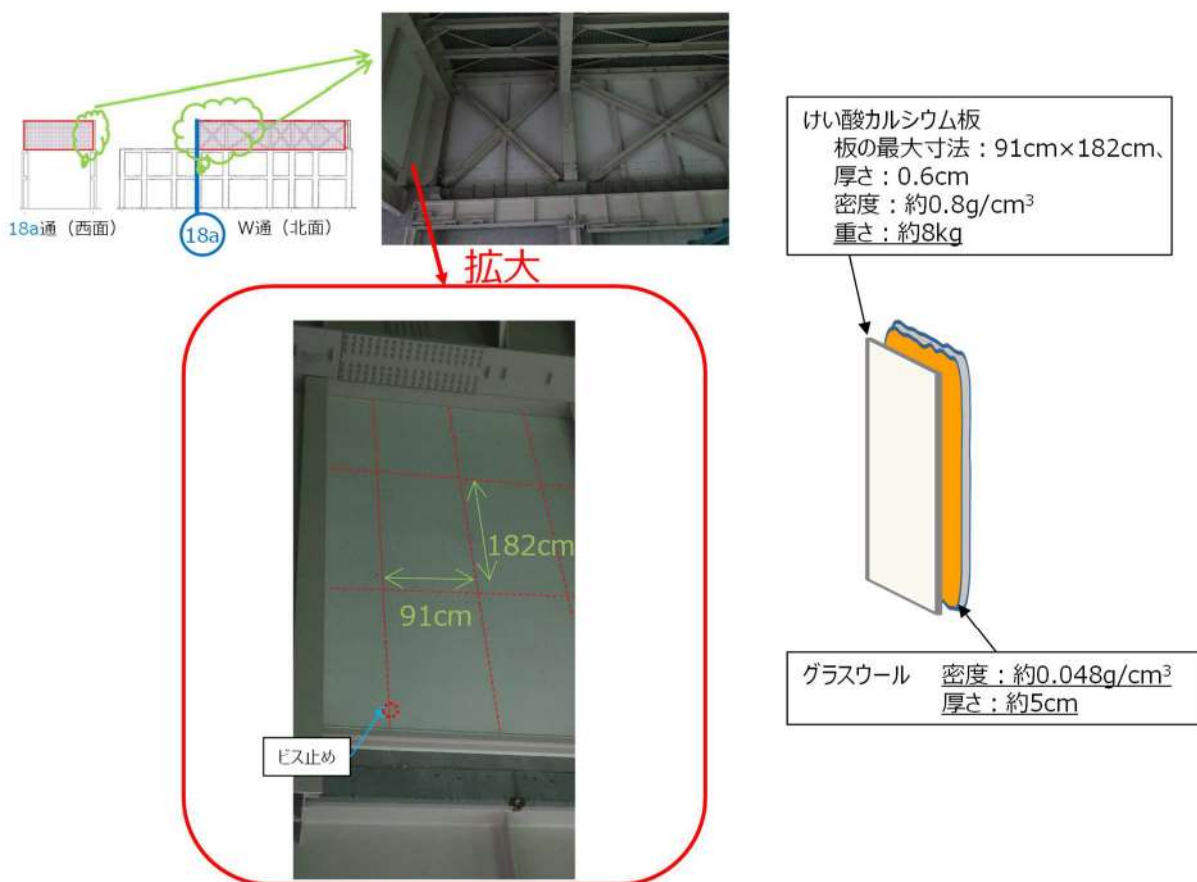 18a通（西面）
18a
W通（北面）
拡大
182cm
91cm
ビス止め
けい酸カルシウム板
板の最大寸法：91cm×182cm、
厚さ：0.6cm
密度：約0.8g/cm³
重さ：約8kg
グラスウール 密度：約0.048g/cm³
厚さ：約5cm